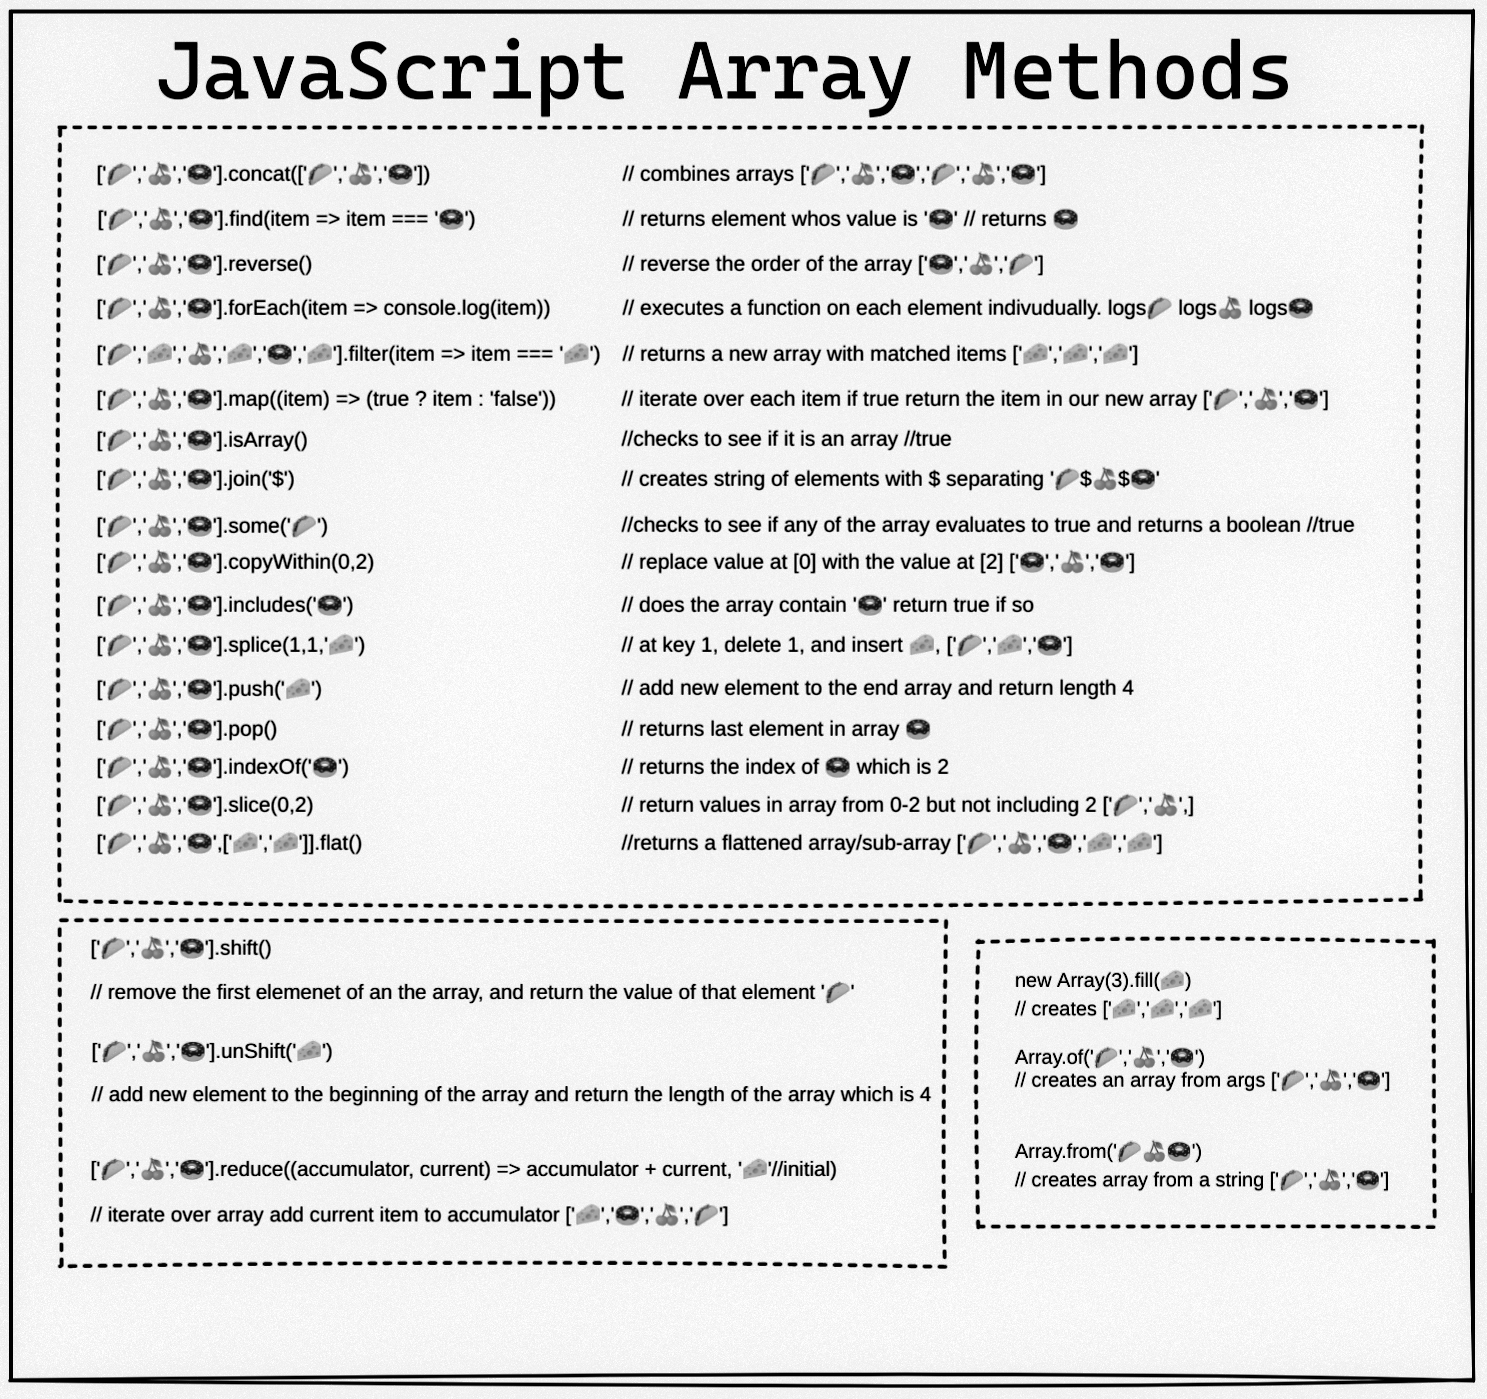 JavaScript Array Methods
['🌮','🍒','🍩'].concat(['🌮','🍒','🍩']) // combines arrays ['🌮','🍒','🍩','🌮','🍒','🍩']
['🌮','🍒','🍩'].find(item => item === '🍩') // returns element whos value is '🍩' // returns 🍩
['🌮','🍒','🍩'].reverse() // reverse the order of the array ['🍩','🍒','🌮']
['🌮','🍒','🍩'].forEach(item => console.log(item)) // executes a function on each element indivudually. logs🌮 logs🍒 logs🍩
['🌮','🧀','🍒','🧀','🍩','🧀'].filter(item => item === '🧀') // returns a new array with matched items ['🧀','🧀','🧀']
['🌮','🍒','🍩'].map((item) => (true ? item : 'false')) // iterate over each item if true return the item in our new array ['🌮','🍒','🍩']
['🌮','🍒','🍩'].isArray() //checks to see if it is an array //true
['🌮','🍒','🍩'].join('$') // creates string of elements with $ separating '🌮$🍒$🍩'
['🌮','🍒','🍩'].some('🌮') //checks to see if any of the array evaluates to true and returns a boolean //true
['🌮','🍒','🍩'].copyWithin(0,2) // replace value at [0] with the value at [2] ['🍩','🍒','🍩']
['🌮','🍒','🍩'].includes('🍩') // does the array contain '🍩' return true if so
['🌮','🍒','🍩'].splice(1,1,'🧀') // at key 1, delete 1, and insert 🧀, ['🌮','🧀','🍩']
['🌮','🍒','🍩'].push('🧀') // add new element to the end array and return length 4
['🌮','🍒','🍩'].pop() // returns last element in array 🍩
['🌮','🍒','🍩'].indexOf('🍩') // returns the index of 🍩 which is 2
['🌮','🍒','🍩'].slice(0,2) // return values in array from 0-2 but not including 2 ['🌮','🍒',]
['🌮','🍒','🍩',['🧀','🧀']].flat() //returns a flattened array/sub-array ['🌮','🍒','🍩','🧀','🧀']
['🌮','🍒','🍩'].shift()
// remove the first elemenet of an the array, and return the value of that element '🌮'
['🌮','🍒','🍩'].unShift('🧀')
// add new element to the beginning of the array and return the length of the array which is 4
['🌮','🍒','🍩'].reduce((accumulator, current) => accumulator + current, '🧀'//initial)
// iterate over array add current item to accumulator ['🧀','🍩','🍒','🌮']
new Array(3).fill(🧀)
// creates ['🧀','🧀','🧀']
Array.of('🌮','🍒','🍩')
// creates an array from args ['🌮','🍒','🍩']
Array.from('🌮🍒🍩')
// creates array from a string ['🌮','🍒','🍩']